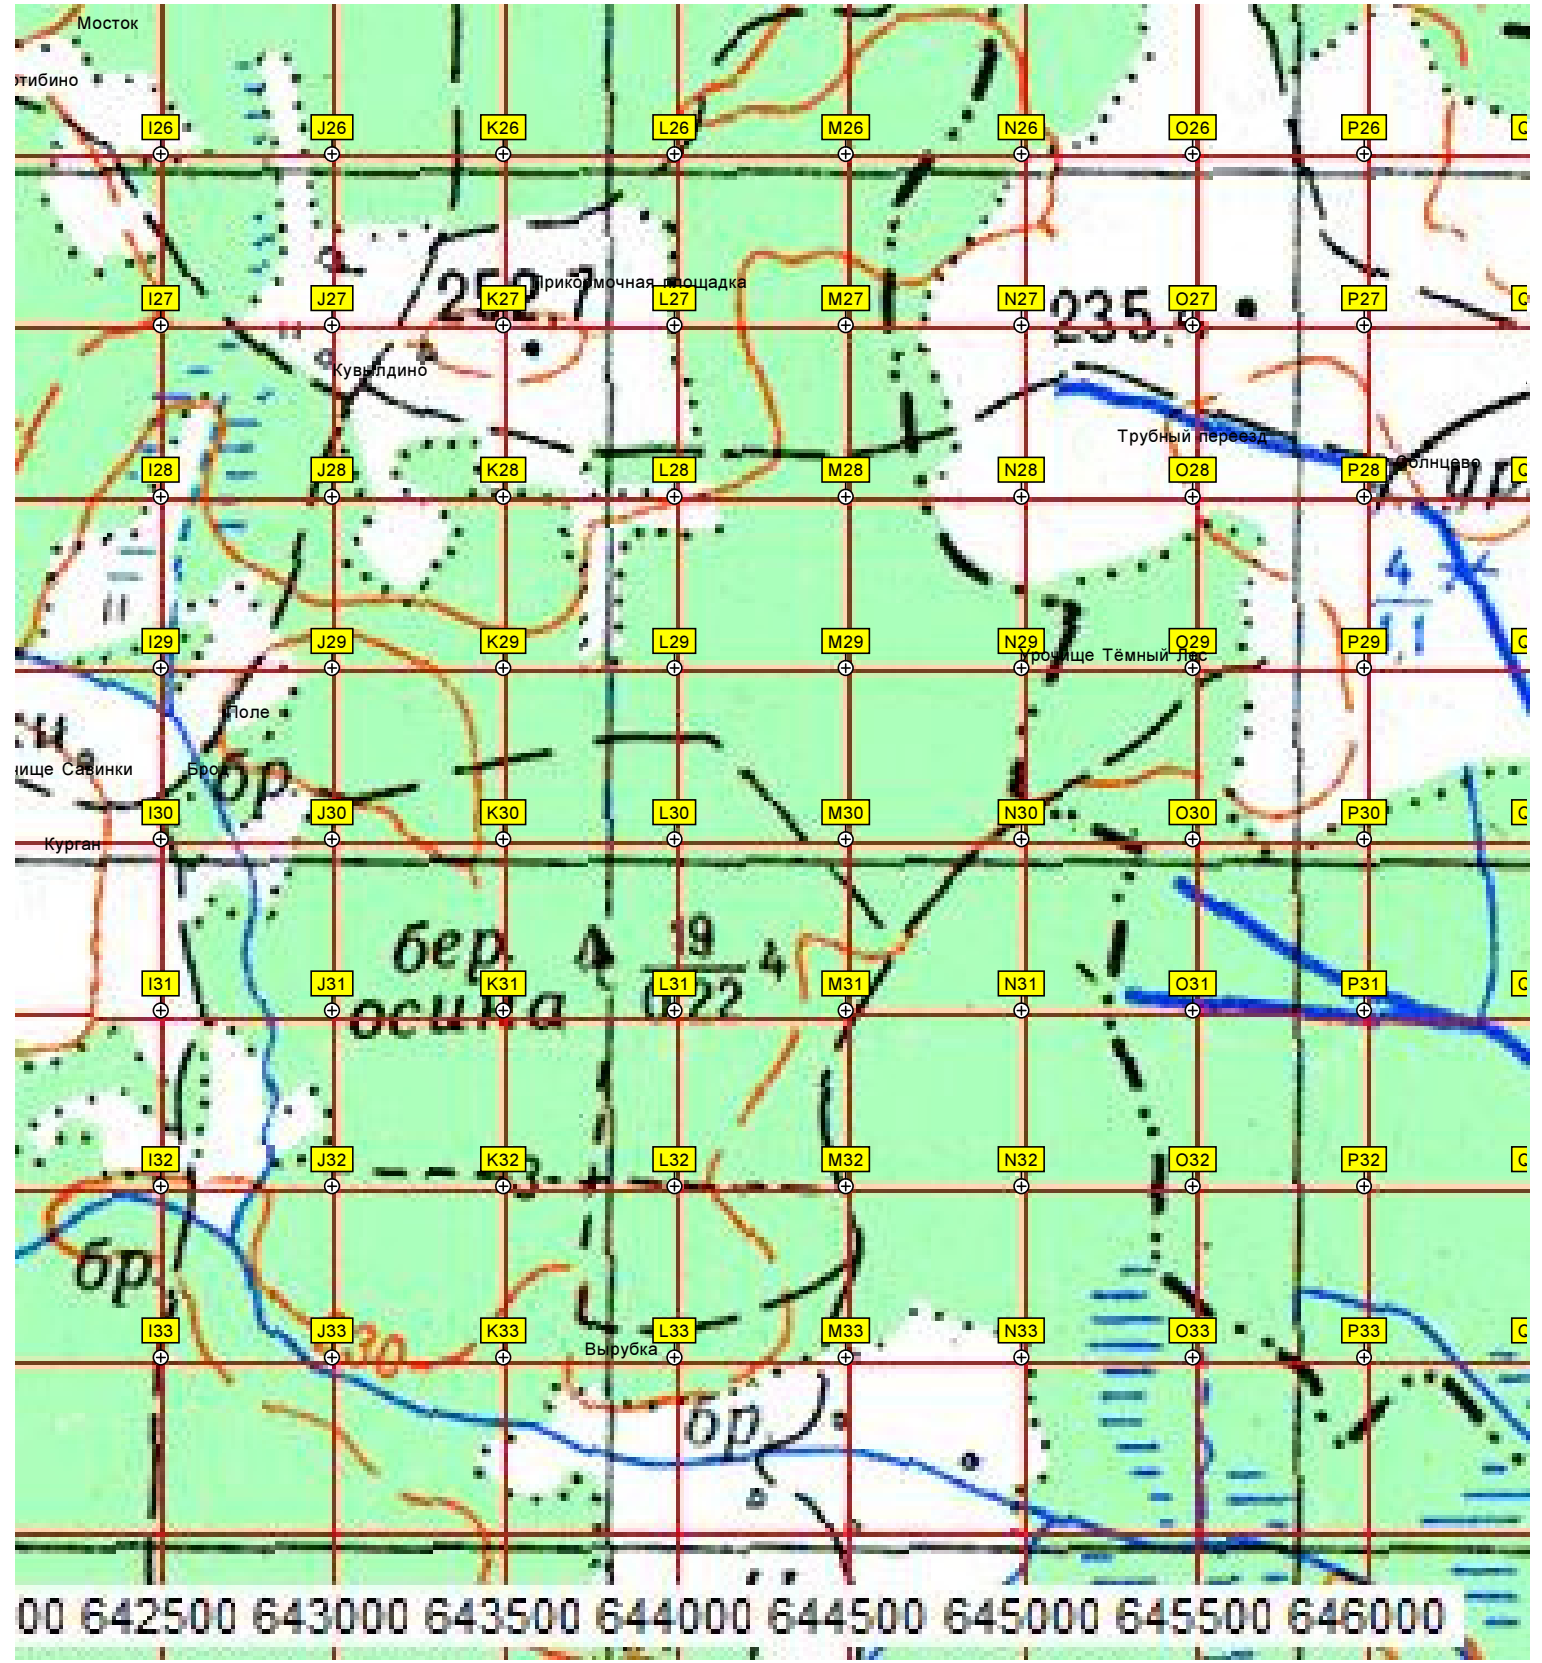 Мосток
I26 J26 K26 L26 M26 N26 O26 P26
Прикормочная площадка
252,7
I27 J27 K27 L27 M27 N27 O27 P27
235,
Кувылдино
Трубный переезд
Солнцево
I28 J28 K28 L28 M28 N28 O28 P28
пр
4
I29 J29 K29 L29 M29 N29 O29 P29
Урочище Тёмный Лес
Поле
Савинки
Брод
бр.
I30 J30 K30 L30 M30 N30 O30 P30
Курган
бер.
осина
19
4
I31 J31 K31 L31 M31 N31 O31 P31
I32 J32 K32 L32 M32 N32 O32 P32
3
бр.
I33 J33 K33 L33 M33 N33 O33 P33
30
Вырубка
бр.
00 642500 643000 643500 644000 644500 645000 645500 646000